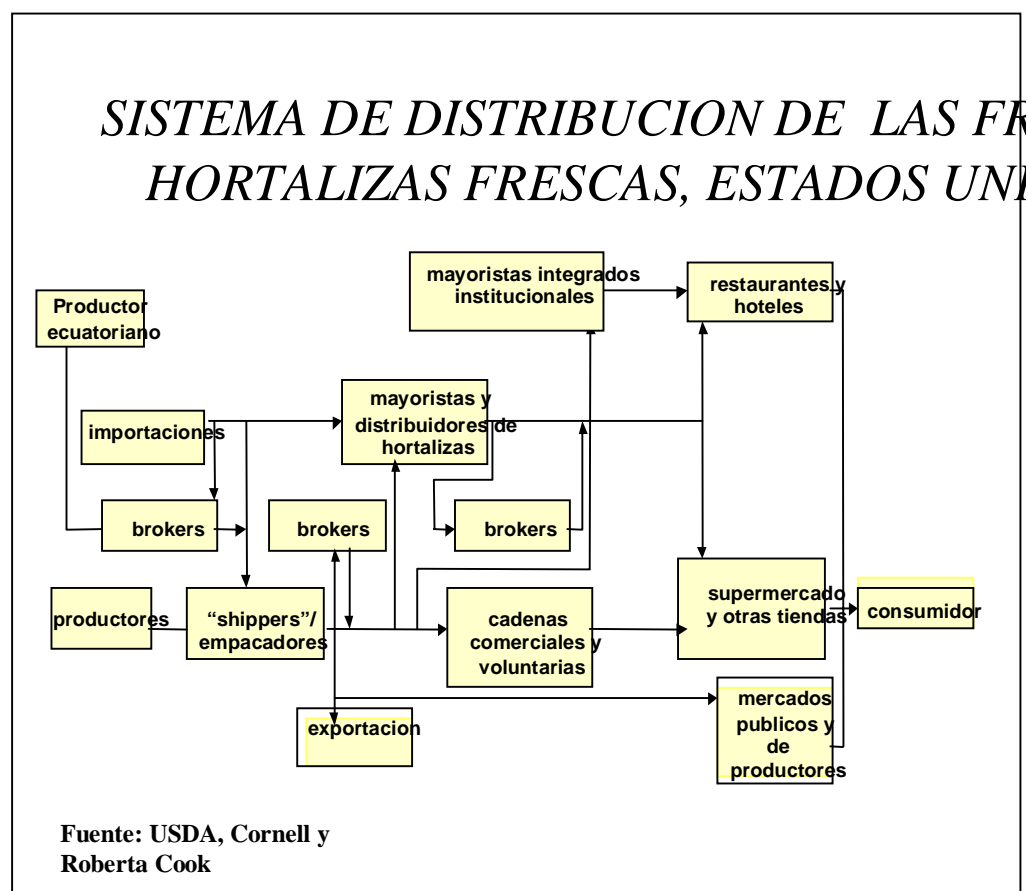 SISTEMA DE DISTRIBUCION DE LAS
HORTALIZAS FRESCAS, ESTADOS
mayoristas integrados
institucionales
restaurantes y
hoteles
Productor
ecuatoriano
mayoristas y
distribuidores de
hortalizas
importaciones
brokers
brokers
brokers
productores
“shippers”/
empacadores
cadenas
comerciales y
voluntarias
supermercado
y otras tiendas
consumidor
mercados
publicos y
de
productores
exportacion
Fuente: USDA, Cornell y
Roberta Cook